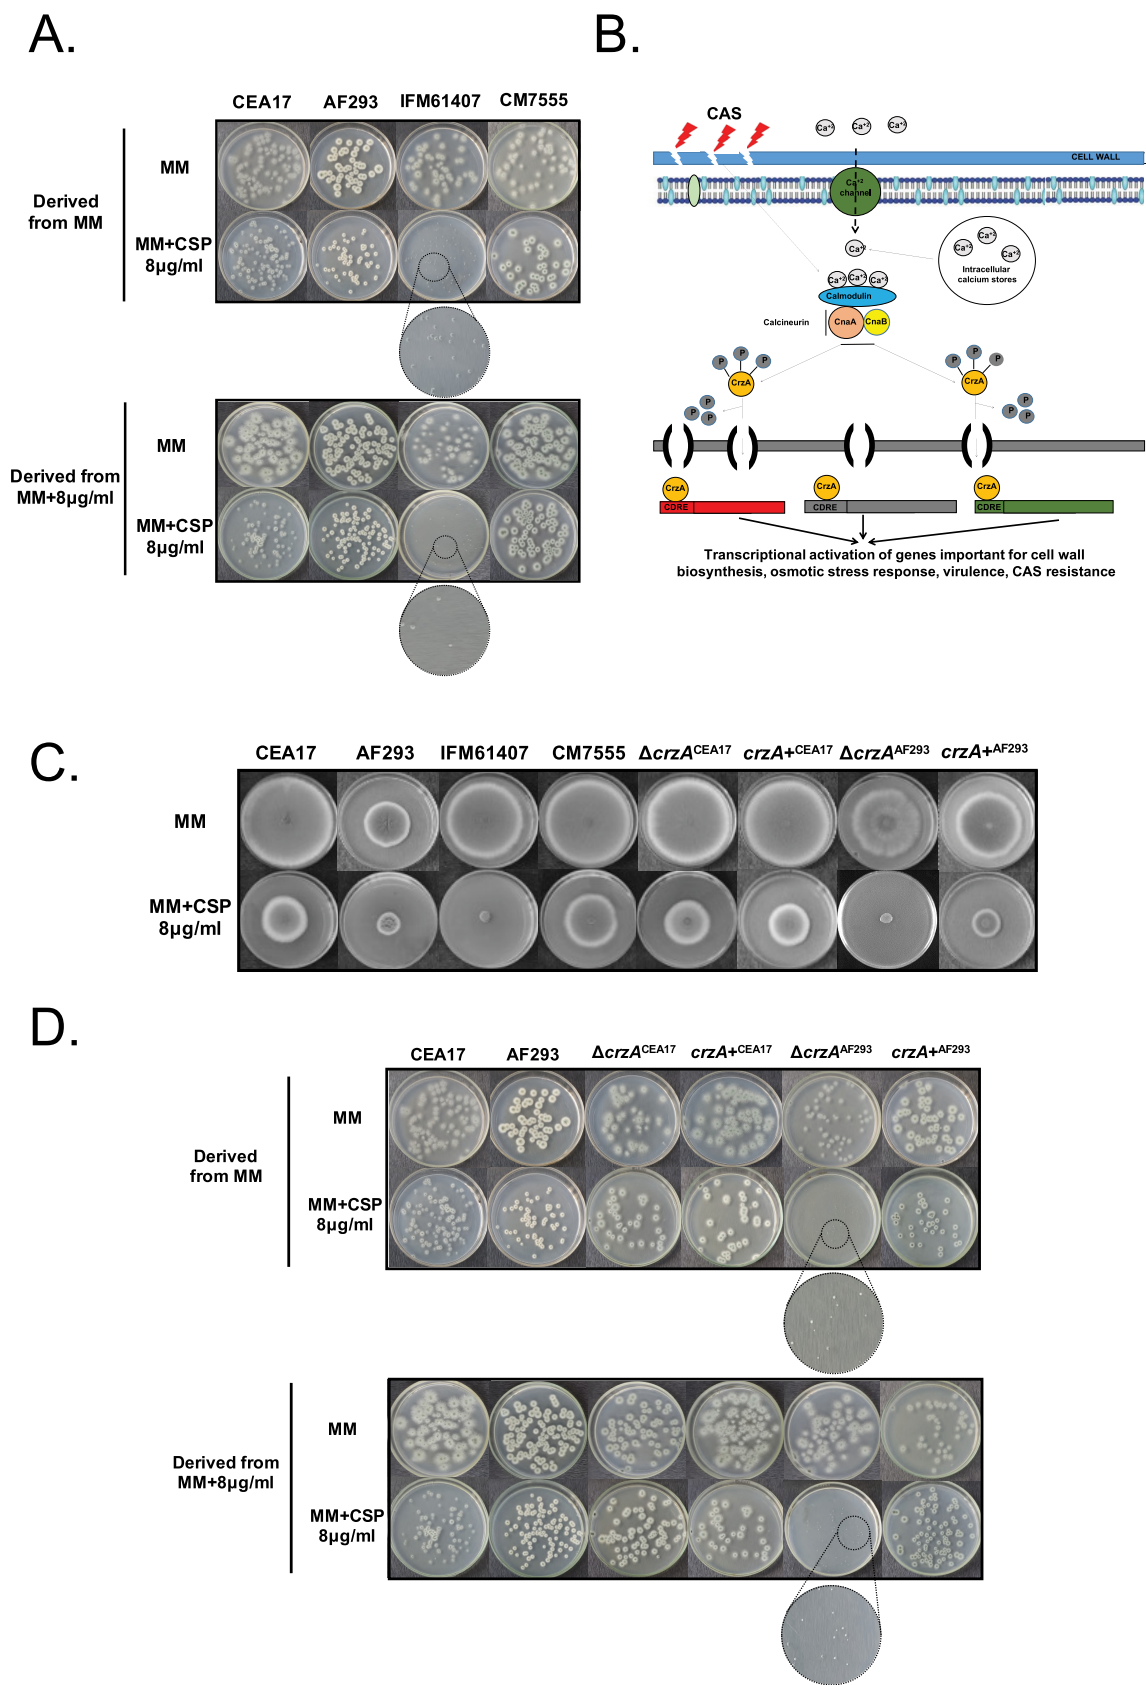 A.
CEA17 AF293 IFM61407 CM7555
Derived
from MM
MM
MM+CSP
8µg/ml
Derived from
MM+8µg/ml
MM
MM+CSP
8µg/ml
B.
CAS
Ca+2 Ca+2 Ca+2
CELL WALL
Ca+2
channel
Ca+2
Ca+2 Ca+2 Ca+2
Intracellular
calcium stores
Ca+2 Ca+2 Ca+2
Calmodulin
Calcineurin
CnaA CnaB
P P P
CrzA
P P P
P P P
CrzA
P P P
CrzA CrzA CrzA
CDRE CDRE CDRE
Transcriptional activation of genes important for cell wall
biosynthesis, osmotic stress response, virulence, CAS resistance
C.
CEA17 AF293 IFM61407 CM7555 ΔcrzACEA17 crzA+CEA17 ΔcrzAAF293 crzA+AF293
MM
MM+CSP
8µg/ml
D.
CEA17 AF293 ΔcrzACEA17 crzA+CEA17 ΔcrzAAF293 crzA+AF293
Derived
from MM
MM
MM+CSP
8µg/ml
Derived from
MM+8µg/ml
MM
MM+CSP
8µg/ml